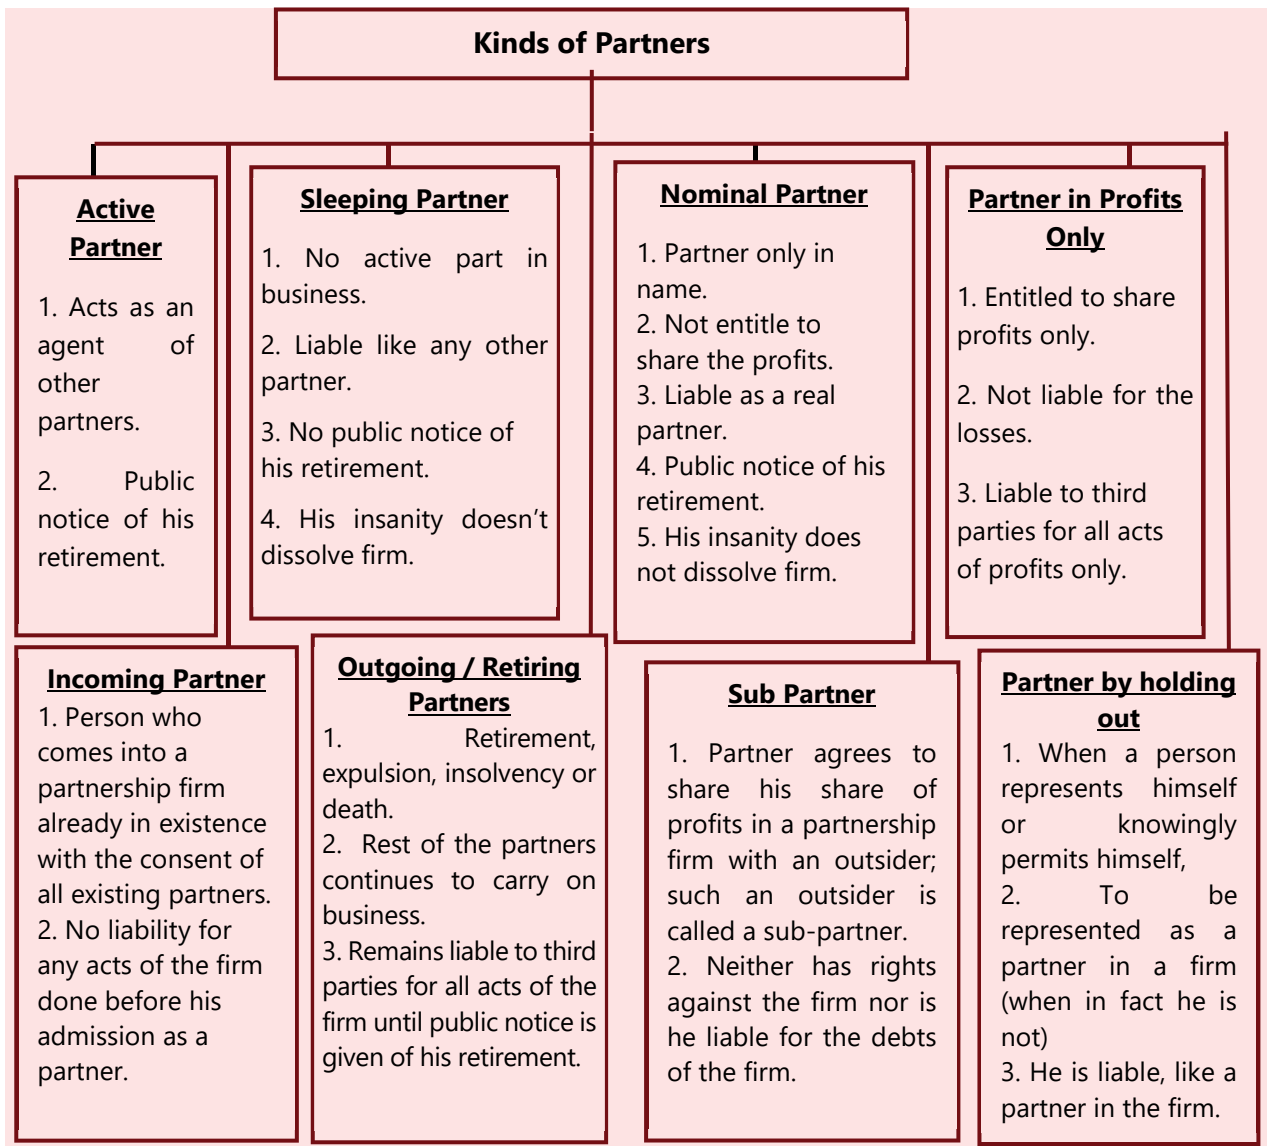 Kinds of Partners
Active
Partner
1. Acts as an
agent of
other
partners.
2. Public
notice of his
retirement.
Sleeping Partner
1. No active part in
business.
2. Liable like any other
partner.
3. No public notice of
his retirement.
4. His insanity doesn’t
dissolve firm.
Nominal Partner
1. Partner only in
name.
2. Not entitle to
share the profits.
3. Liable as a real
partner.
4. Public notice of his
retirement.
5. His insanity does
not dissolve firm.
Partner in Profits
Only
1. Entitled to share
profits only.
2. Not liable for the
losses.
3. Liable to third
parties for all acts
of profits only.
Incoming Partner
1. Person who
comes into a
partnership firm
already in existence
with the consent of
all existing partners.
2. No liability for
any acts of the firm
done before his
admission as a
partner.
Outgoing / Retiring
Partners
1. Retirement,
expulsion, insolvency or
death.
2. Rest of the partners
continues to carry on
business.
3. Remains liable to third
parties for all acts of the
firm until public notice is
given of his retirement.
Sub Partner
1. Partner agrees to
share his share of
profits in a partnership
firm with an outsider;
such an outsider is
called a sub-partner.
2. Neither has rights
against the firm nor is
he liable for the debts
of the firm.
Partner by holding
out
1. When a person
represents himself
or knowingly
permits himself,
2. To be
represented as a
partner in a firm
(when in fact he is
not)
3. He is liable, like a
partner in the firm.